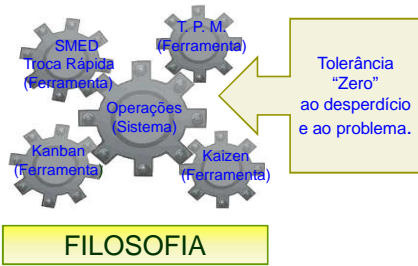 SMED
Troca Rápida
(Ferramenta)
T. P. M.
(Ferramenta)
Operações
(Sistema)
Kanban
(Ferramenta)
Kaizen
(Ferramenta)
Tolerância
“Zero”
ao desperdício
e ao problema.
FILOSOFIA